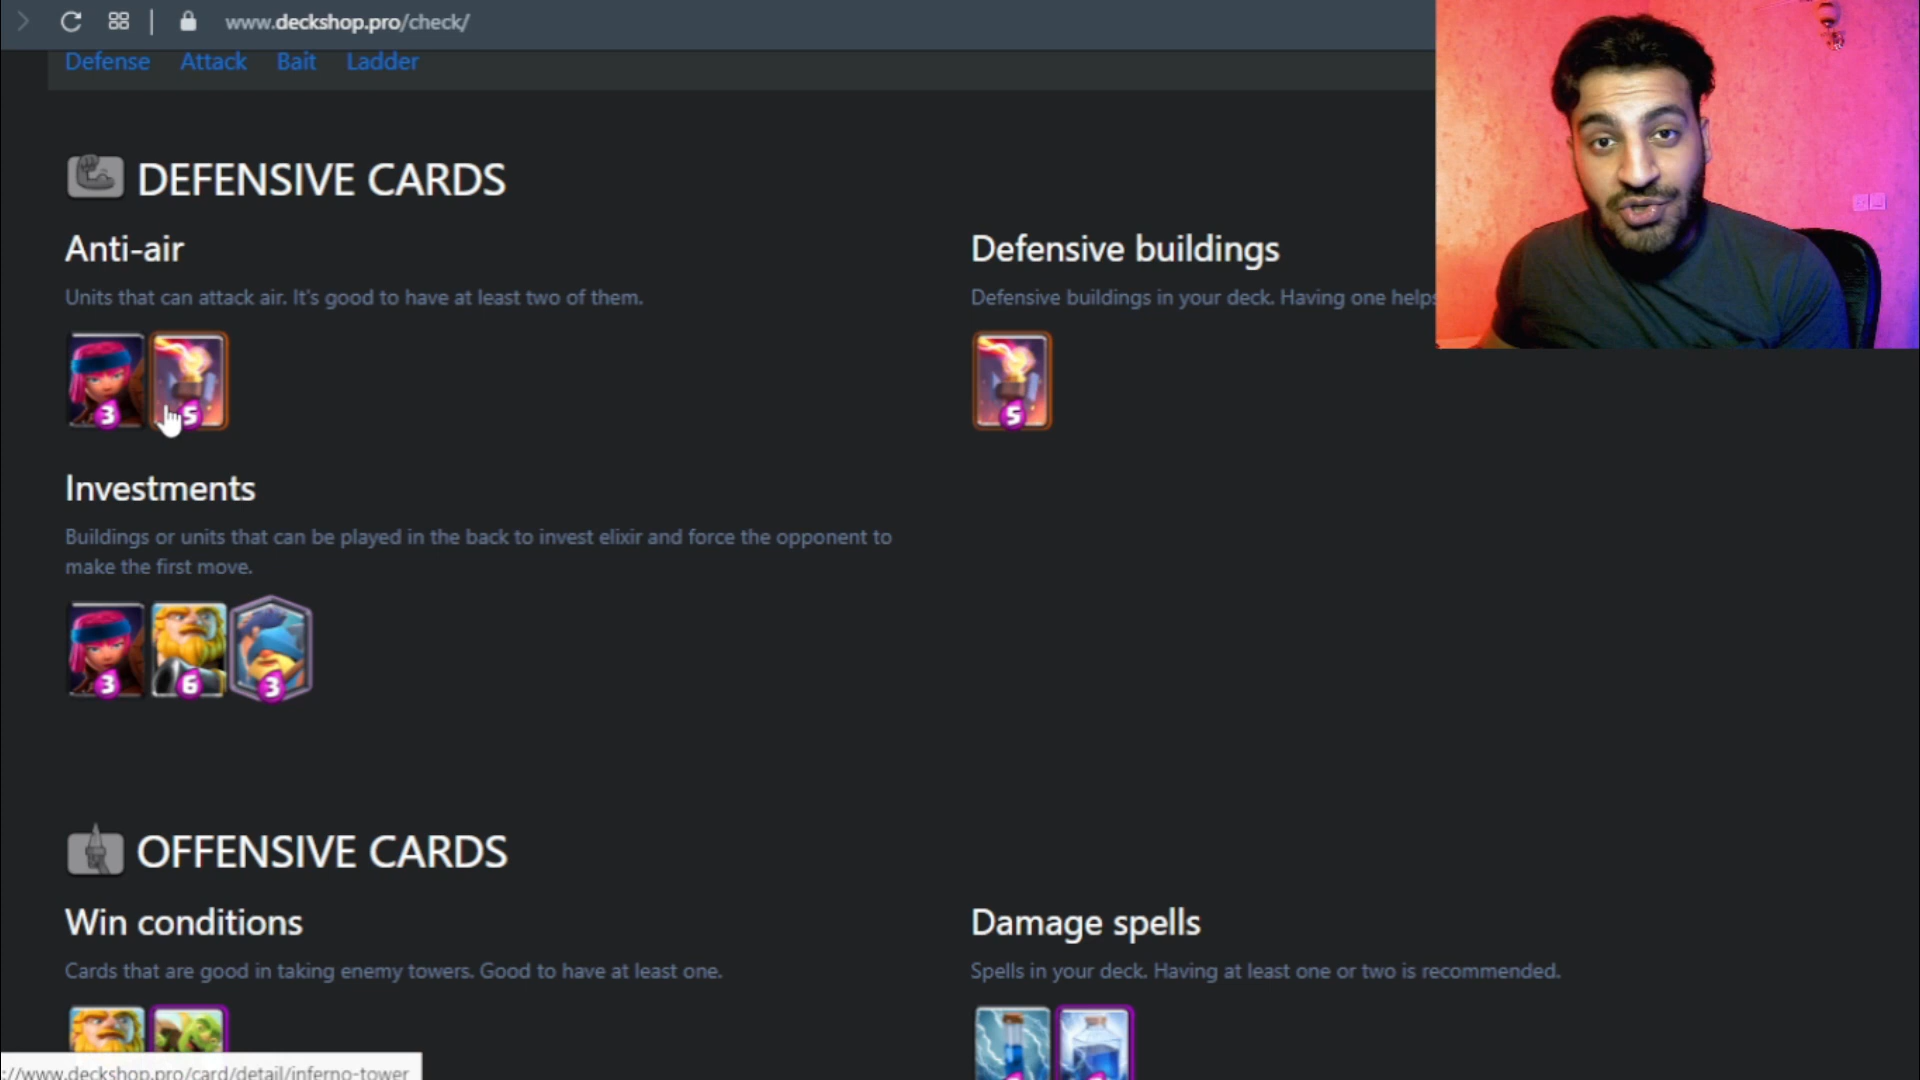 www.deckshop.pro/check/
Defense Attack Bait Ladder
DEFENSIVE CARDS
Anti-air
Units that can attack air. It's good to have at least two of them.
3 5
Defensive buildings
Defensive buildings in your deck. Having one helps
5
Investments
Buildings or units that can be played in the back to invest elixir and force the opponent to
make the first move.
3 6 3
OFFENSIVE CARDS
Win conditions
Cards that are good in taking enemy towers. Good to have at least one.
Damage spells
Spells in your deck. Having at least one or two is recommended.
://www.deckshop.pro/card/detail/inferno-tower